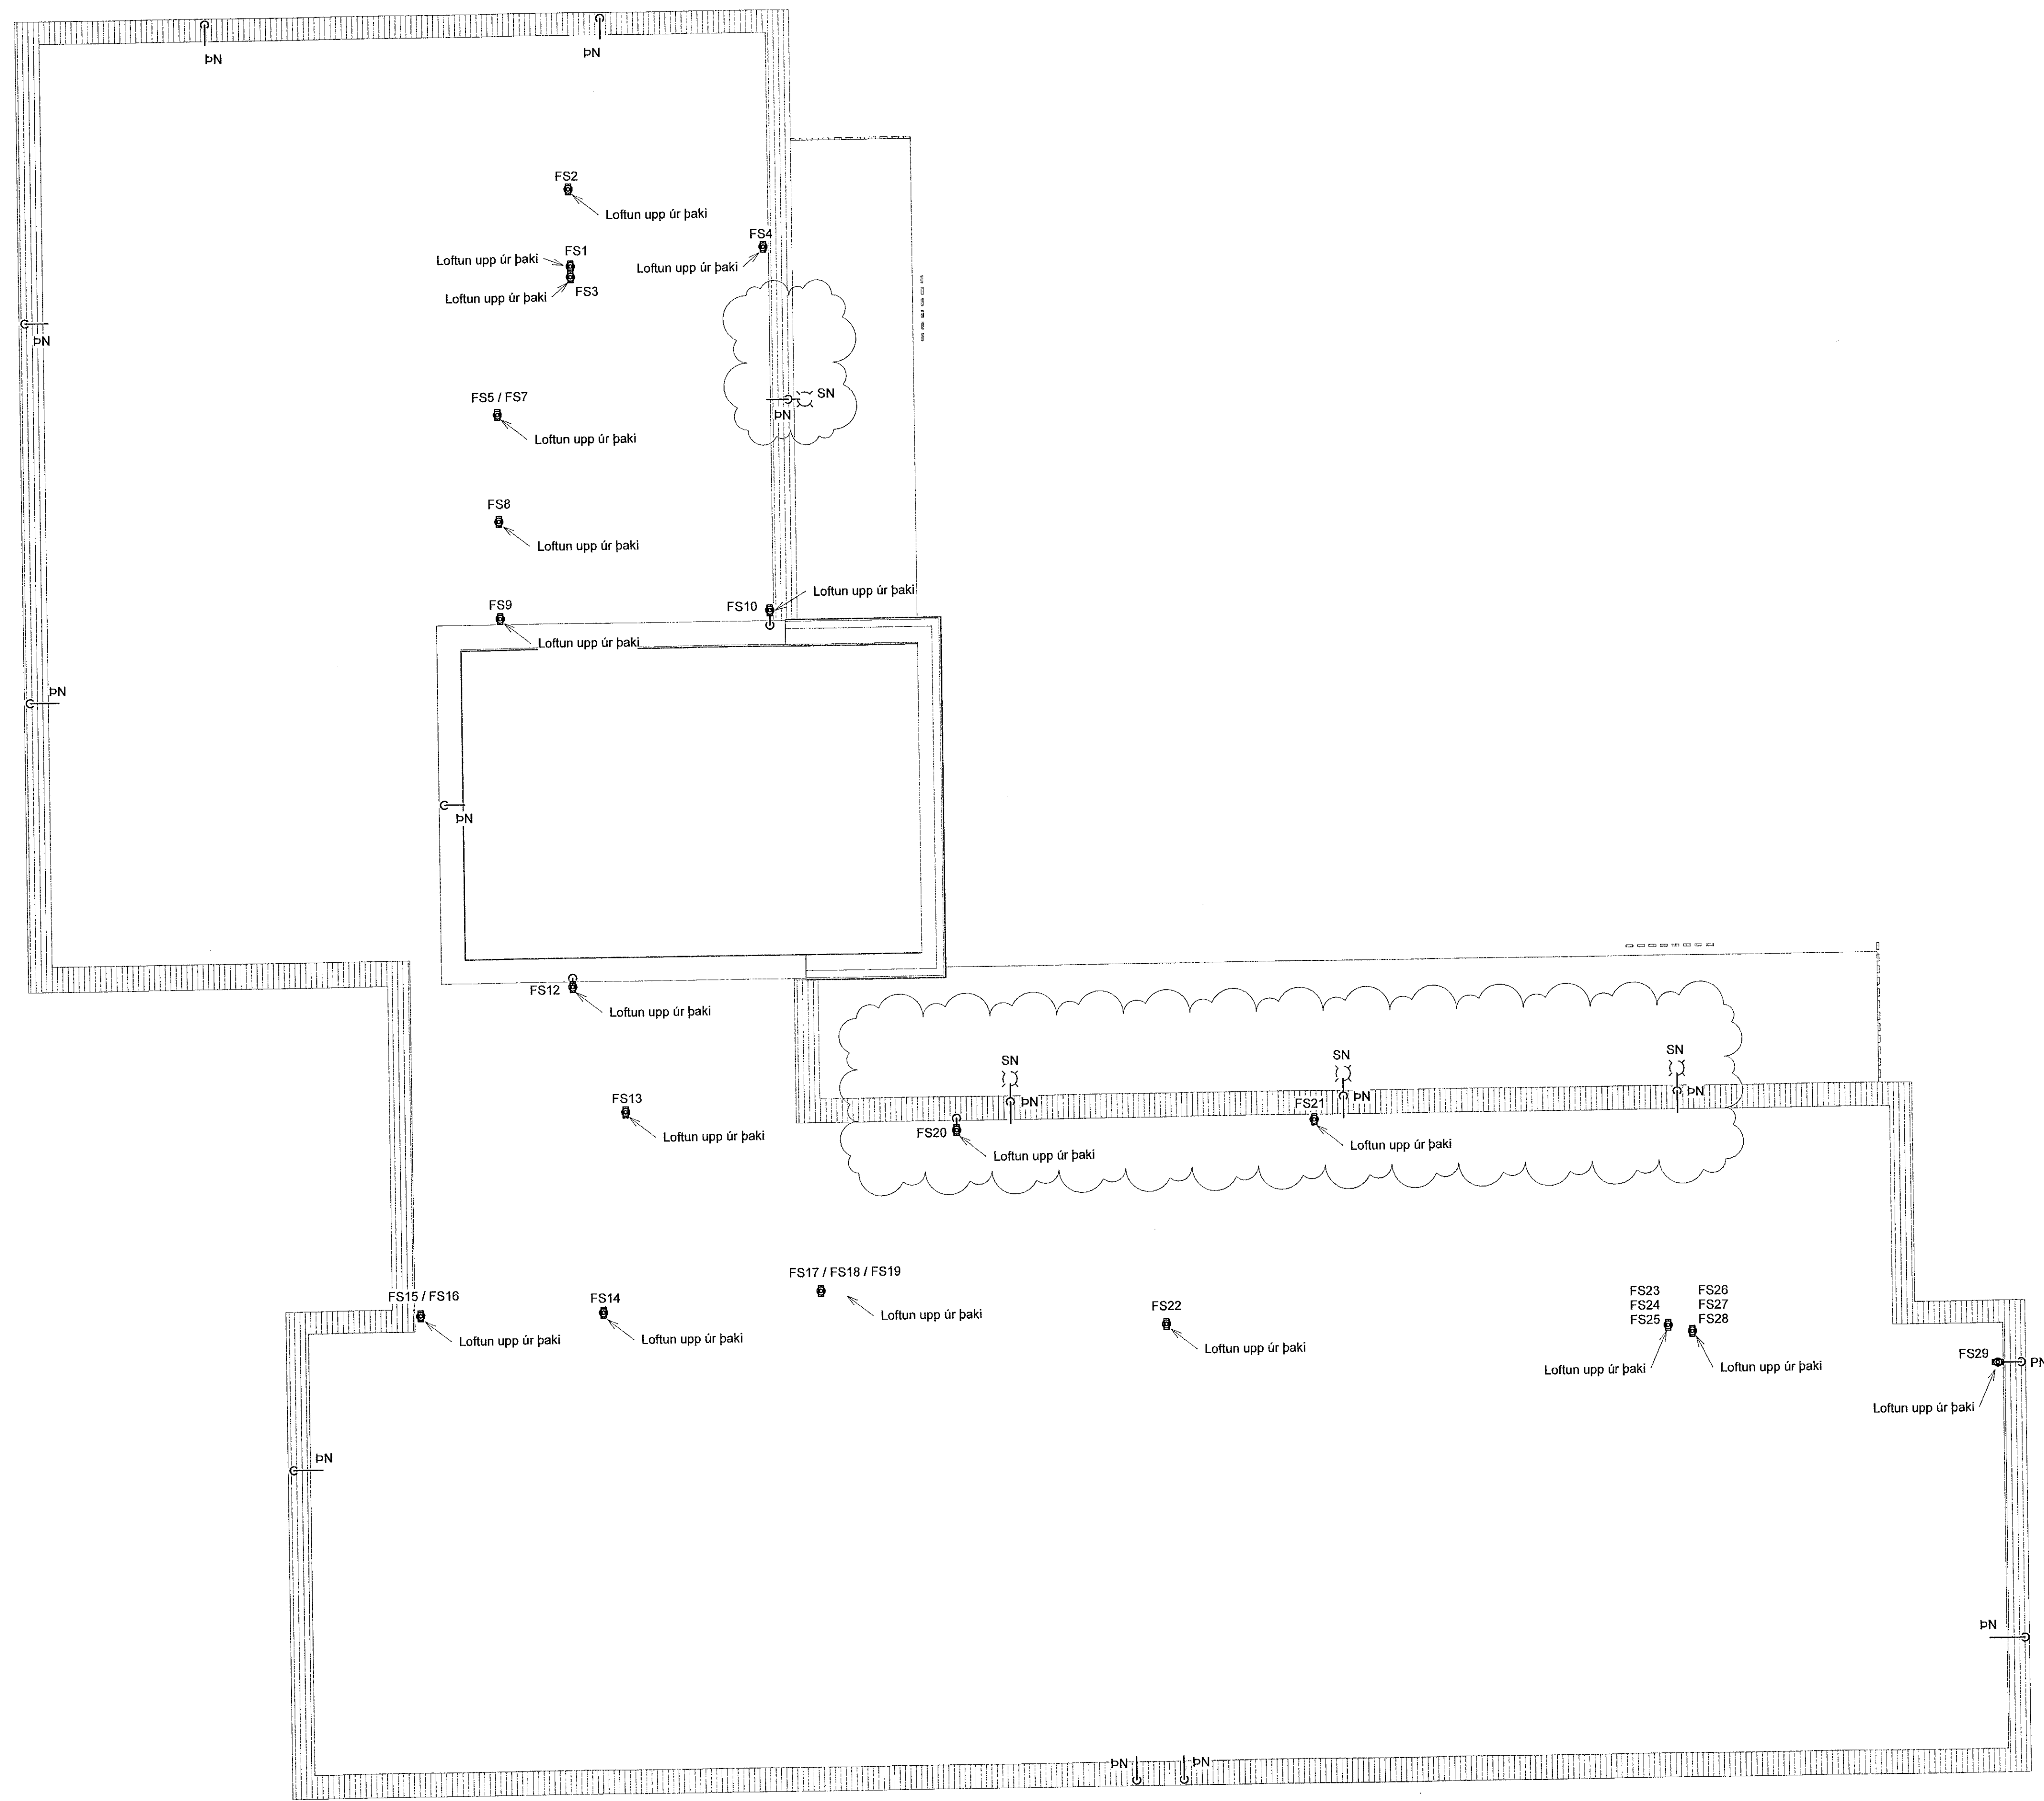 ÞN
ÞN
FS2
Loftun upp úr þaki
FS4
FS1
Loftun upp úr þaki
Loftun upp úr þaki
FS3
Loftun upp úr þaki
ÞN
SN
FS5 / FS7
ÞN
Loftun upp úr þaki
FS8
Loftun upp úr þaki
Loftun upp úr þaki
FS9
FS10
Loftun upp úr þaki
ÞN
ÞN
FS12
Loftun upp úr þaki
SN
SN
SN
ÞN
ÞN
ÞN
FS13
FS21
FS20
Loftun upp úr þaki
Loftun upp úr þaki
Loftun upp úr þaki
FS17 / FS18 / FS19
FS15 / FS16
FS14
Loftun upp úr þaki
FS22
FS23
FS24
FS25
FS26
FS27
FS28
Loftun upp úr þaki
Loftun upp úr þaki
Loftun upp úr þaki
Loftun upp úr þaki
Loftun upp úr þaki
FS29
ÞN
Loftun upp úr þaki
ÞN
ÞN
ÞN
ÞN